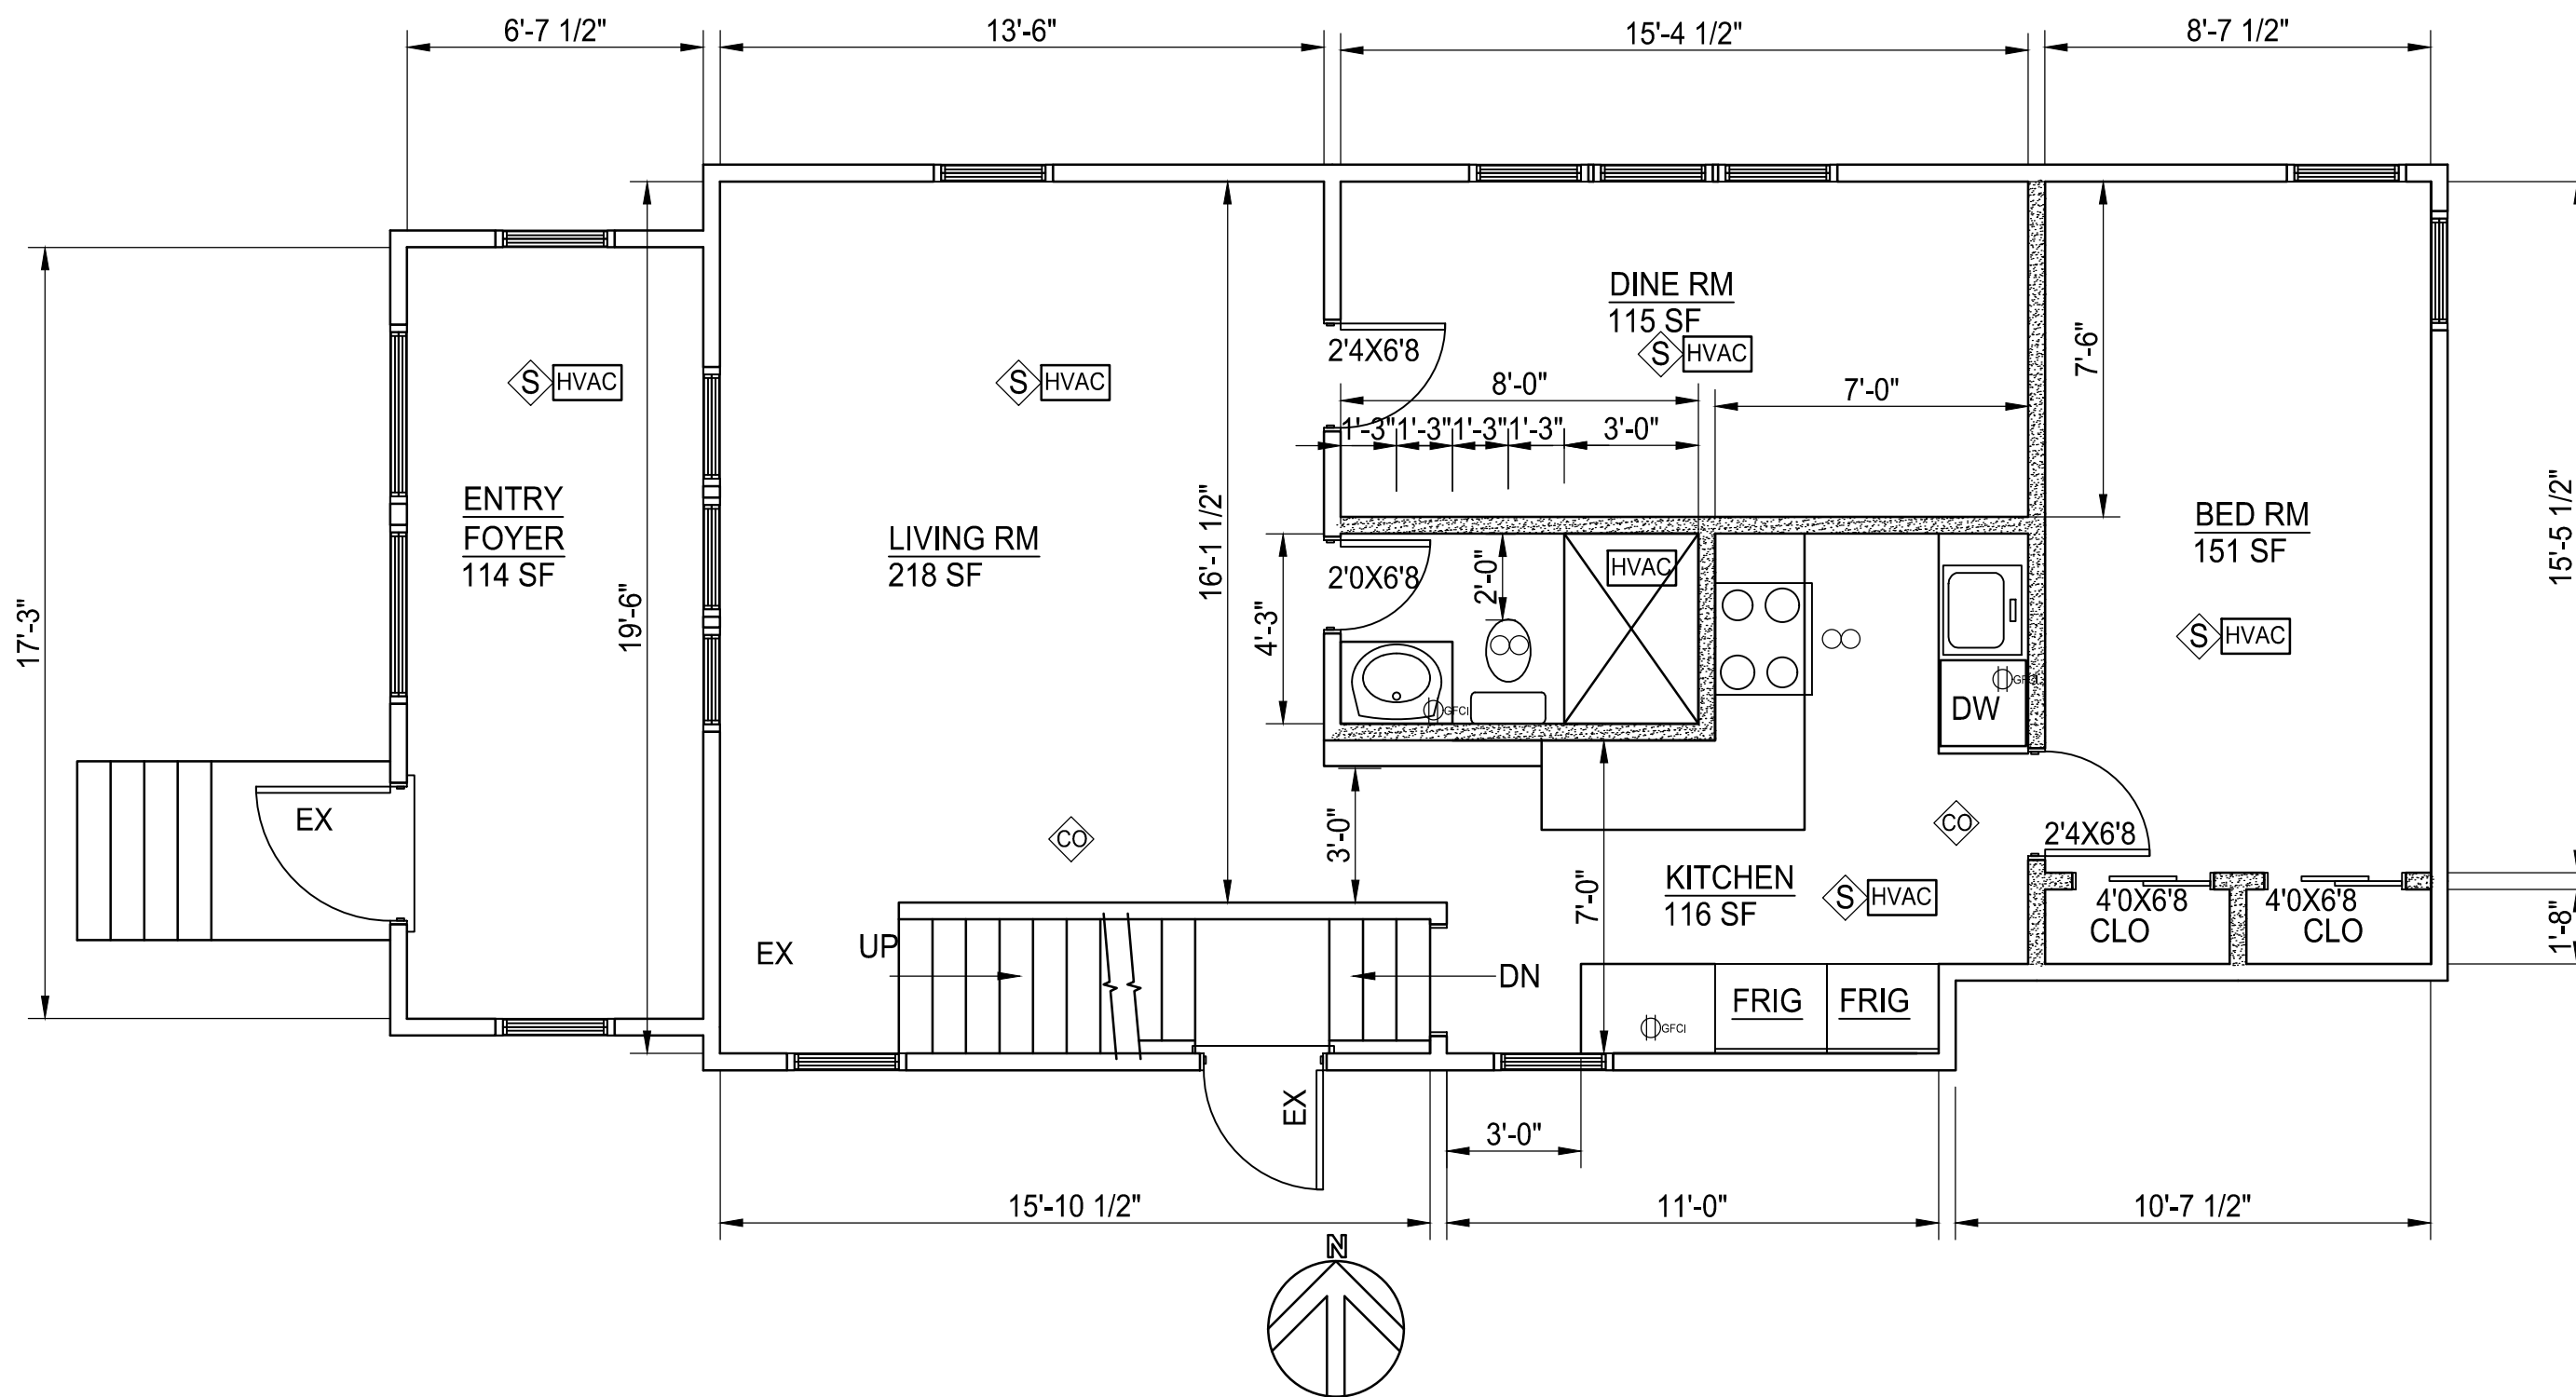 6'-7 1/2"
13'-6"
15'-4 1/2"
8'-7 1/2"
DINE RM
115 SF
S HVAC
2'4X6'8
7'-6"
S HVAC
S HVAC
8'-0"
7'-0"
1'-3" 1'-3" 1'-3" 1'-3" 3'-0"
ENTRY
FOYER
114 SF
LIVING RM
218 SF
16'-1 1/2"
BED RM
151 SF
15'-5 1/2"
17'-3"
19'-6"
2'0X6'8
2'-0"
HVAC
4'-3"
S HVAC
GFCI
GFCI
DW
EX
CO
3'-0"
CO
2'4X6'8
7'-0"
KITCHEN
116 SF
S HVAC
4'0X6'8
CLO
4'0X6'8
CLO
1'-8"
EX
UP
DN
FRIG
FRIG
GFCI
EX
3'-0"
15'-10 1/2"
11'-0"
10'-7 1/2"
N